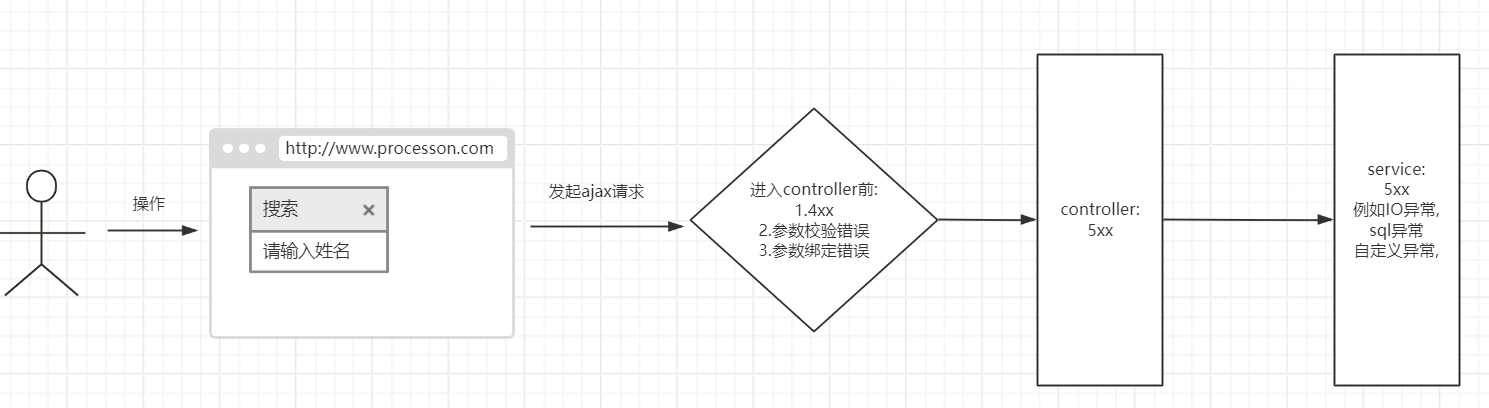 操作
http://www.processon.com
搜索
请输入姓名
发起ajax请求
进入controller前:
1.4xx
2.参数校验错误
3.参数绑定错误
controller:
5xx
service:
5xx
例如IO异常,
sql异常
自定义异常,